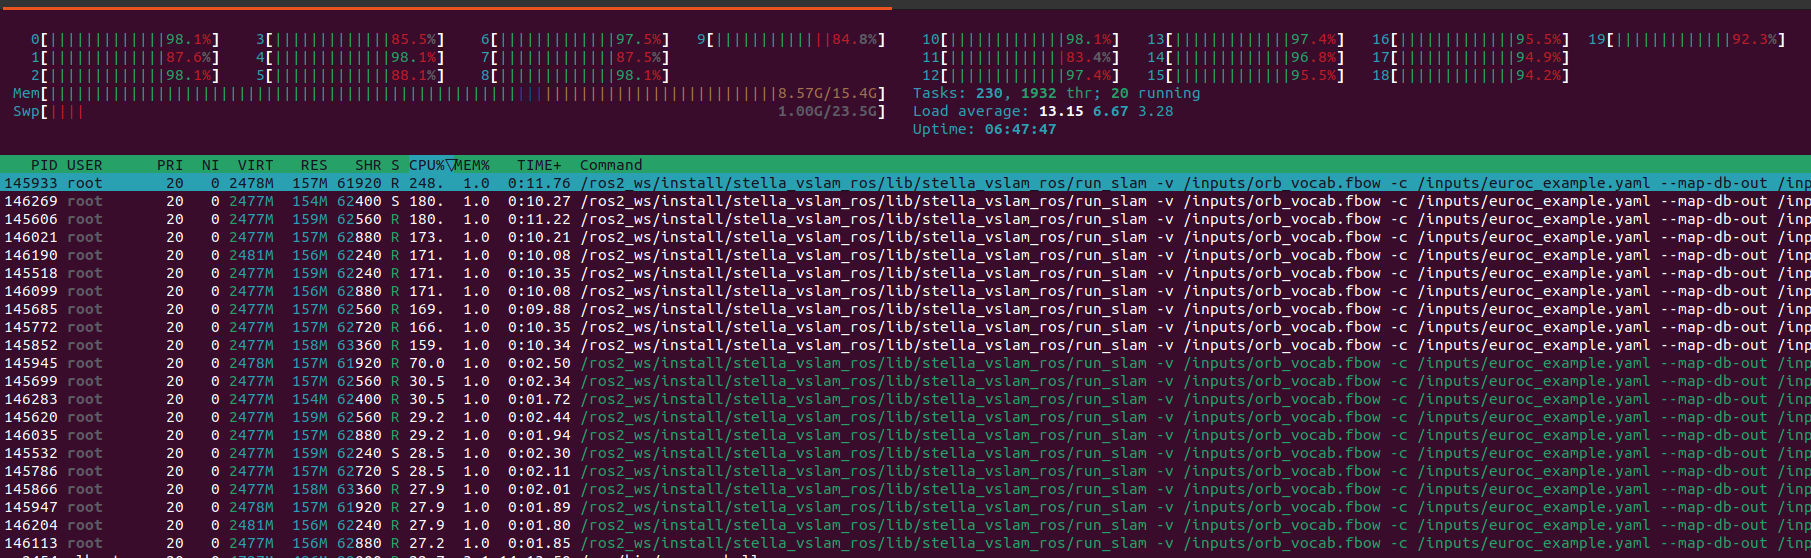 0[|||||||||||||98.1%] 3[|||||||||||||85.5%] 6[|||||||||||||97.5%] 9[|||||||||||||84.8%] 10[|||||||||||||98.1%] 13[|||||||||||||97.4%] 16[|||||||||||||95.5%] 19[|||||||||||||92.3%]
1[|||||||||||||87.6%] 4[|||||||||||||98.1%] 7[|||||||||||||87.5%] 11[|||||||||||||83.4%] 14[|||||||||||||96.8%] 17[|||||||||||||94.9%]
2[|||||||||||||98.1%] 5[|||||||||||||88.1%] 8[|||||||||||||98.1%] 12[|||||||||||||97.4%] 15[|||||||||||||95.5%] 18[|||||||||||||94.2%]
Mem[||||||||||||||||||||||||||||||||||||||||||||||||||||||||||||||||||||||||||||||||8.57G/15.4G] Tasks: 230, 1932 thr; 20 running
Swp[|||| 1.00G/23.5G] Load average: 13.15 6.67 3.28
Uptime: 06:47:47
PID USER PRI NI VIRT RES SHR S CPU%▽MEM% TIME+ Command
145933 root 20 0 2478M 157M 61920 R 248. 1.0 0:11.76 /ros2_ws/install/stella_vslam_ros/lib/stella_vslam_ros/run_slam -v /inputs/orb_vocab.fbow -c /inputs/euroc_example.yaml --map-db-out /inp
146269 root 20 0 2477M 154M 62400 S 180. 1.0 0:10.27 /ros2_ws/install/stella_vslam_ros/lib/stella_vslam_ros/run_slam -v /inputs/orb_vocab.fbow -c /inputs/euroc_example.yaml --map-db-out /inp
145606 root 20 0 2477M 159M 62560 R 180. 1.0 0:11.22 /ros2_ws/install/stella_vslam_ros/lib/stella_vslam_ros/run_slam -v /inputs/orb_vocab.fbow -c /inputs/euroc_example.yaml --map-db-out /inp
146021 root 20 0 2477M 157M 62880 R 173. 1.0 0:10.21 /ros2_ws/install/stella_vslam_ros/lib/stella_vslam_ros/run_slam -v /inputs/orb_vocab.fbow -c /inputs/euroc_example.yaml --map-db-out /inp
146190 root 20 0 2481M 156M 62240 R 171. 1.0 0:10.08 /ros2_ws/install/stella_vslam_ros/lib/stella_vslam_ros/run_slam -v /inputs/orb_vocab.fbow -c /inputs/euroc_example.yaml --map-db-out /inp
145518 root 20 0 2477M 159M 62240 R 171. 1.0 0:10.35 /ros2_ws/install/stella_vslam_ros/lib/stella_vslam_ros/run_slam -v /inputs/orb_vocab.fbow -c /inputs/euroc_example.yaml --map-db-out /inp
146099 root 20 0 2477M 156M 62880 R 171. 1.0 0:10.08 /ros2_ws/install/stella_vslam_ros/lib/stella_vslam_ros/run_slam -v /inputs/orb_vocab.fbow -c /inputs/euroc_example.yaml --map-db-out /inp
145685 root 20 0 2477M 157M 62560 R 169. 1.0 0:09.88 /ros2_ws/install/stella_vslam_ros/lib/stella_vslam_ros/run_slam -v /inputs/orb_vocab.fbow -c /inputs/euroc_example.yaml --map-db-out /inp
145772 root 20 0 2477M 157M 62720 R 166. 1.0 0:10.35 /ros2_ws/install/stella_vslam_ros/lib/stella_vslam_ros/run_slam -v /inputs/orb_vocab.fbow -c /inputs/euroc_example.yaml --map-db-out /inp
145852 root 20 0 2477M 158M 63360 R 159. 1.0 0:10.34 /ros2_ws/install/stella_vslam_ros/lib/stella_vslam_ros/run_slam -v /inputs/orb_vocab.fbow -c /inputs/euroc_example.yaml --map-db-out /inp
145945 root 20 0 2478M 157M 61920 R 70.0 1.0 0:02.50 /ros2_ws/install/stella_vslam_ros/lib/stella_vslam_ros/run_slam -v /inputs/orb_vocab.fbow -c /inputs/euroc_example.yaml --map-db-out /inp
145699 root 20 0 2477M 157M 62560 R 30.5 1.0 0:02.34 /ros2_ws/install/stella_vslam_ros/lib/stella_vslam_ros/run_slam -v /inputs/orb_vocab.fbow -c /inputs/euroc_example.yaml --map-db-out /inp
146283 root 20 0 2477M 154M 62400 R 30.5 1.0 0:01.72 /ros2_ws/install/stella_vslam_ros/lib/stella_vslam_ros/run_slam -v /inputs/orb_vocab.fbow -c /inputs/euroc_example.yaml --map-db-out /inp
145620 root 20 0 2477M 159M 62560 R 29.2 1.0 0:02.44 /ros2_ws/install/stella_vslam_ros/lib/stella_vslam_ros/run_slam -v /inputs/orb_vocab.fbow -c /inputs/euroc_example.yaml --map-db-out /inp
146035 root 20 0 2477M 157M 62880 R 29.2 1.0 0:01.94 /ros2_ws/install/stella_vslam_ros/lib/stella_vslam_ros/run_slam -v /inputs/orb_vocab.fbow -c /inputs/euroc_example.yaml --map-db-out /inp
145532 root 20 0 2477M 159M 62240 S 28.5 1.0 0:02.30 /ros2_ws/install/stella_vslam_ros/lib/stella_vslam_ros/run_slam -v /inputs/orb_vocab.fbow -c /inputs/euroc_example.yaml --map-db-out /inp
145786 root 20 0 2477M 157M 62720 S 28.5 1.0 0:02.11 /ros2_ws/install/stella_vslam_ros/lib/stella_vslam_ros/run_slam -v /inputs/orb_vocab.fbow -c /inputs/euroc_example.yaml --map-db-out /inp
145866 root 20 0 2477M 158M 63360 R 27.9 1.0 0:02.01 /ros2_ws/install/stella_vslam_ros/lib/stella_vslam_ros/run_slam -v /inputs/orb_vocab.fbow -c /inputs/euroc_example.yaml --map-db-out /inp
145947 root 20 0 2478M 157M 61920 R 27.9 1.0 0:01.89 /ros2_ws/install/stella_vslam_ros/lib/stella_vslam_ros/run_slam -v /inputs/orb_vocab.fbow -c /inputs/euroc_example.yaml --map-db-out /inp
146204 root 20 0 2481M 156M 62240 R 27.9 1.0 0:01.80 /ros2_ws/install/stella_vslam_ros/lib/stella_vslam_ros/run_slam -v /inputs/orb_vocab.fbow -c /inputs/euroc_example.yaml --map-db-out /inp
146113 root 20 0 2477M 156M 62880 R 27.2 1.0 0:01.85 /ros2_ws/install/stella_vslam_ros/lib/stella_vslam_ros/run_slam -v /inputs/orb_vocab.fbow -c /inputs/euroc_example.yaml --map-db-out /inp